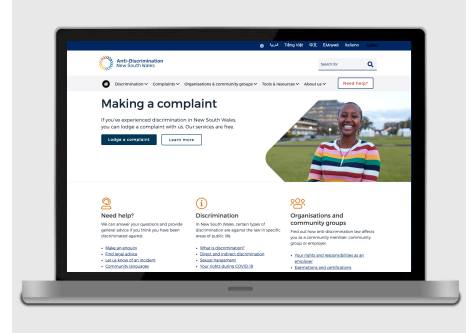 عربي Tiếng Việt 中文 Ελληνικά Italiano
Anti-Discrimination
New South Wales
Search for
Discrimination Complaints Organisations & community groups Tools & resources About us Need help?
Making a complaint
If you've experienced discrimination in New South Wales,
you can lodge a complaint with us. Our services are free.
Lodge a complaint Learn more
Need help?
We can answer your questions and provide
general advice if you think you have been
discriminated against.
• Make an enquiry
• Find legal advice
• Let us know of an incident
• Community languages
Discrimination
In New South Wales, certain types of
discrimination are against the law in specific
areas of public life.
• What is discrimination?
• Direct and indirect discrimination
• Sexual harassment
• Your rights during COVID-19
Organisations and
community groups
Find out how anti-discrimination law affects
you as a community member, community
group or employer.
• Your rights and responsibilities as an
employer
• Exemptions and certifications